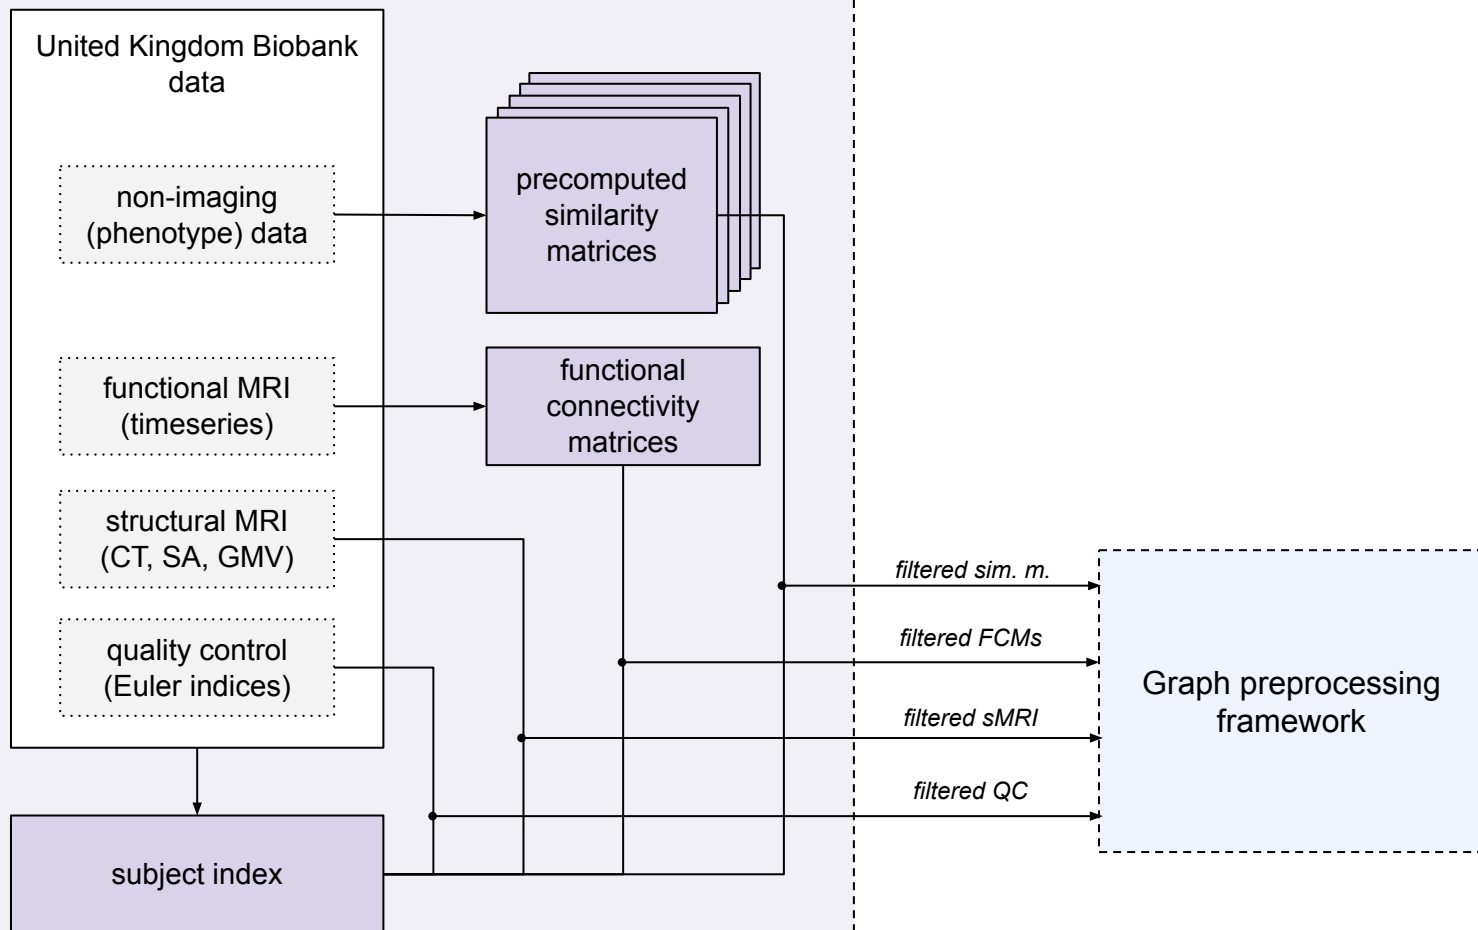 United Kingdom Biobank
data
non-imaging
(phenotype) data
precomputed
similarity
matrices
functional MRI
(timeseries)
functional
connectivity
matrices
structural MRI
(CT, SA, GMV)
quality control
(Euler indices)
subject index
filtered sim. m.
filtered FCMs
filtered sMRI
filtered QC
Graph preprocessing
framework